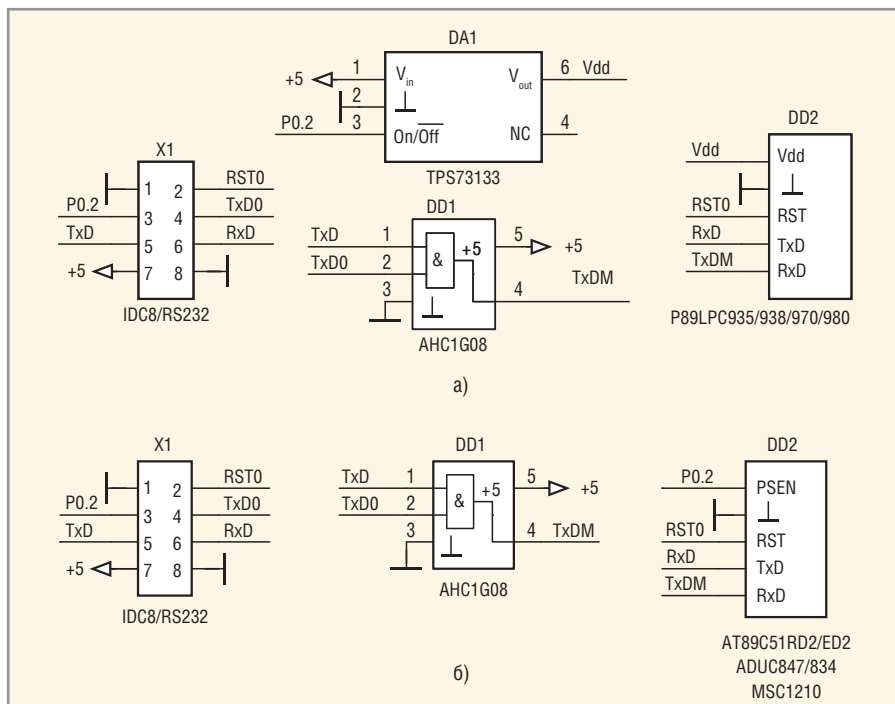 DA1
+5 1 Vin Vout 6 Vdd
2
P0.2 3 On/Off NC 4
TPS73133
X1
1 2 RST0
P0.2 3 4 TxD0
TxD 5 6 RxD
+5 7 8
IDC8/RS232
DD1
TxD 1 & +5 5 +5
TxD0 2
3 4 TxDM
AHC1G08
DD2
Vdd Vdd
RST0 RST
RxD TxD
TxDM RxD
P89LPC935/938/970/980
а)
X1
1 2 RST0
P0.2 3 4 TxD0
TxD 5 6 RxD
+5 7 8
IDC8/RS232
DD1
TxD 1 & +5 5 +5
TxD0 2
3 4 TxDM
AHC1G08
DD2
P0.2 PSEN
RST0 RST
RxD TxD
TxDM RxD
AT89C51RD2/ED2
ADUC847/834
MSC1210
б)